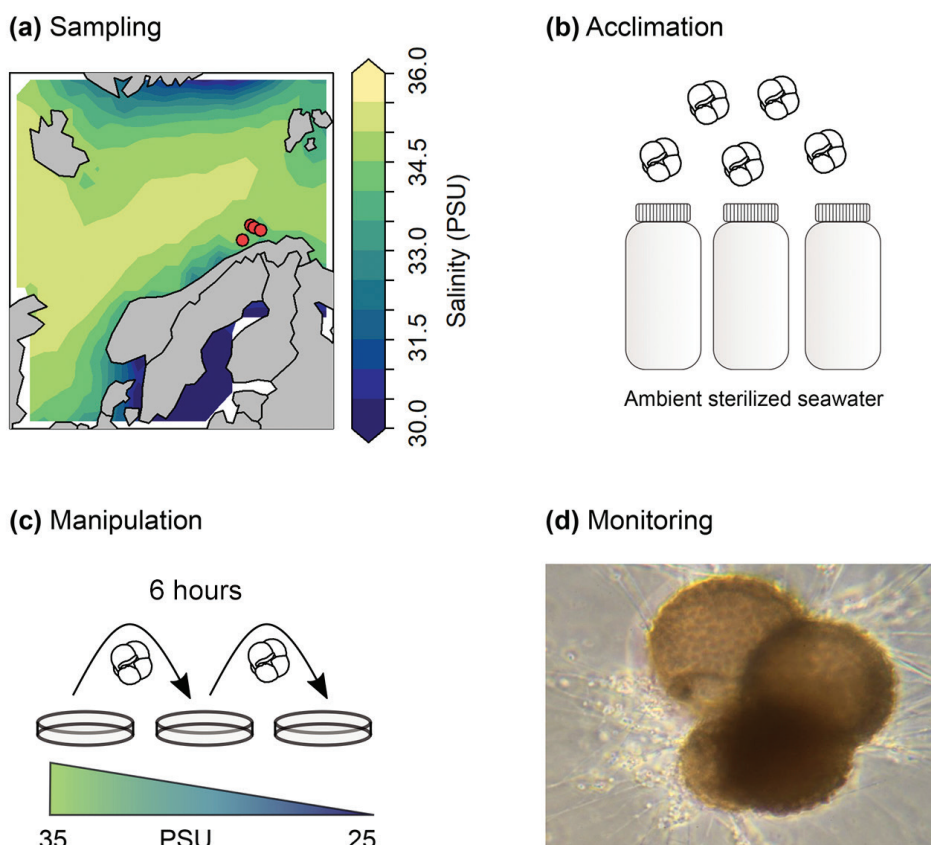 (a) Sampling
36.0
34.5
33.0
31.5
30.0
Salinity (PSU)
(b) Acclimation
Ambient sterilized seawater
(c) Manipulation
6 hours
35 PSU 25
(d) Monitoring